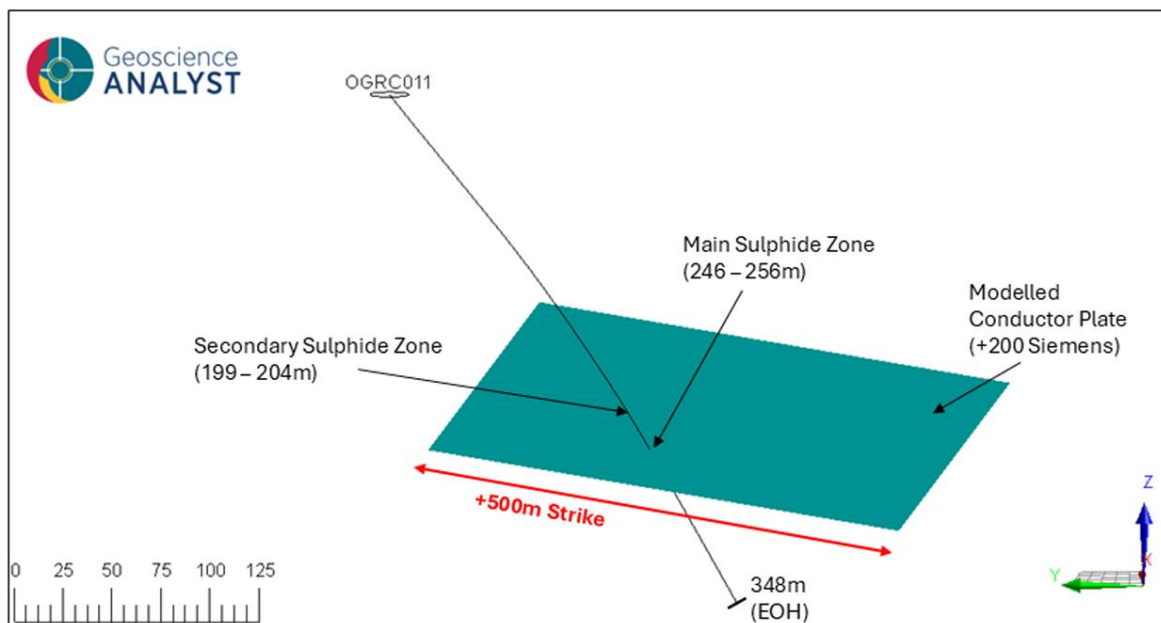 Geoscience
ANALYST
OGRC011
Main Sulphide Zone
(246 – 256m)
Modelled
Conductor Plate
(+200 Siemens)
Secondary Sulphide Zone
(199 – 204m)
+500m Strike
Z
X
Y
0 25 50 75 100 125
348m
(EOH)